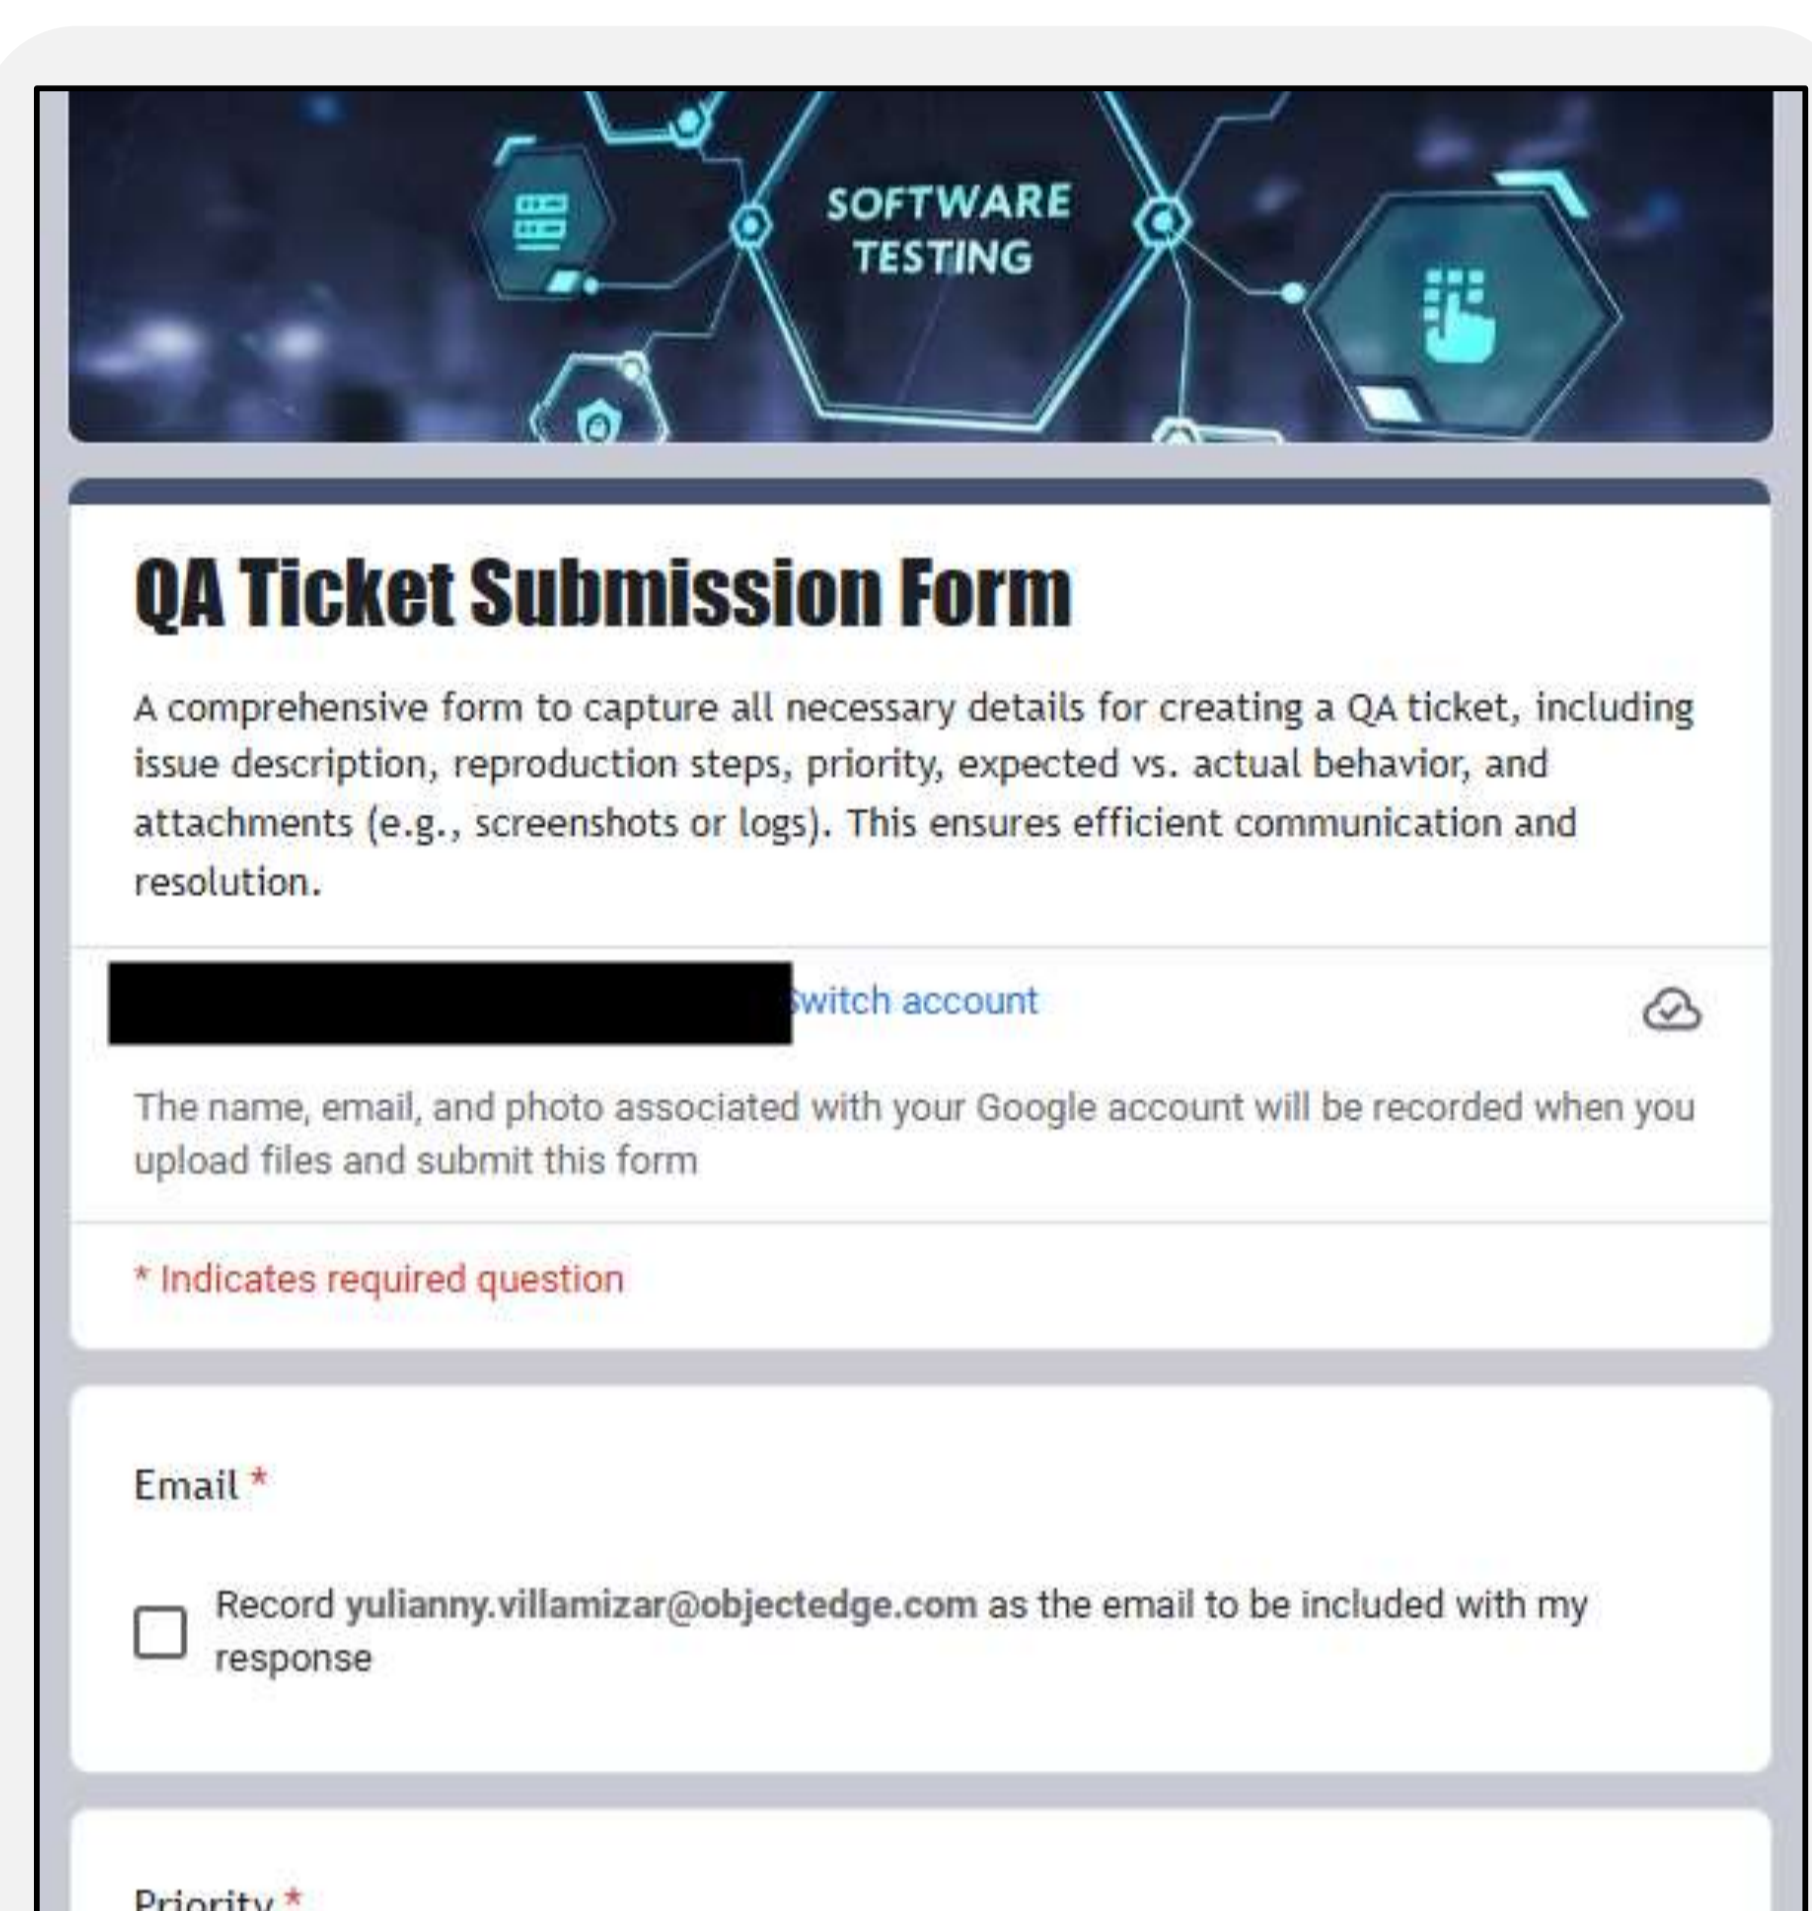 SOFTWARE
TESTING
QA Ticket Submission Form
A comprehensive form to capture all necessary details for creating a QA ticket, including
issue description, reproduction steps, priority, expected vs. actual behavior, and
attachments (e.g., screenshots or logs). This ensures efficient communication and
resolution.
Switch account
The name, email, and photo associated with your Google account will be recorded when you
upload files and submit this form
* Indicates required question
Email *
Record yulianny.villamizar@objectedge.com as the email to be included with my
response
Priority *